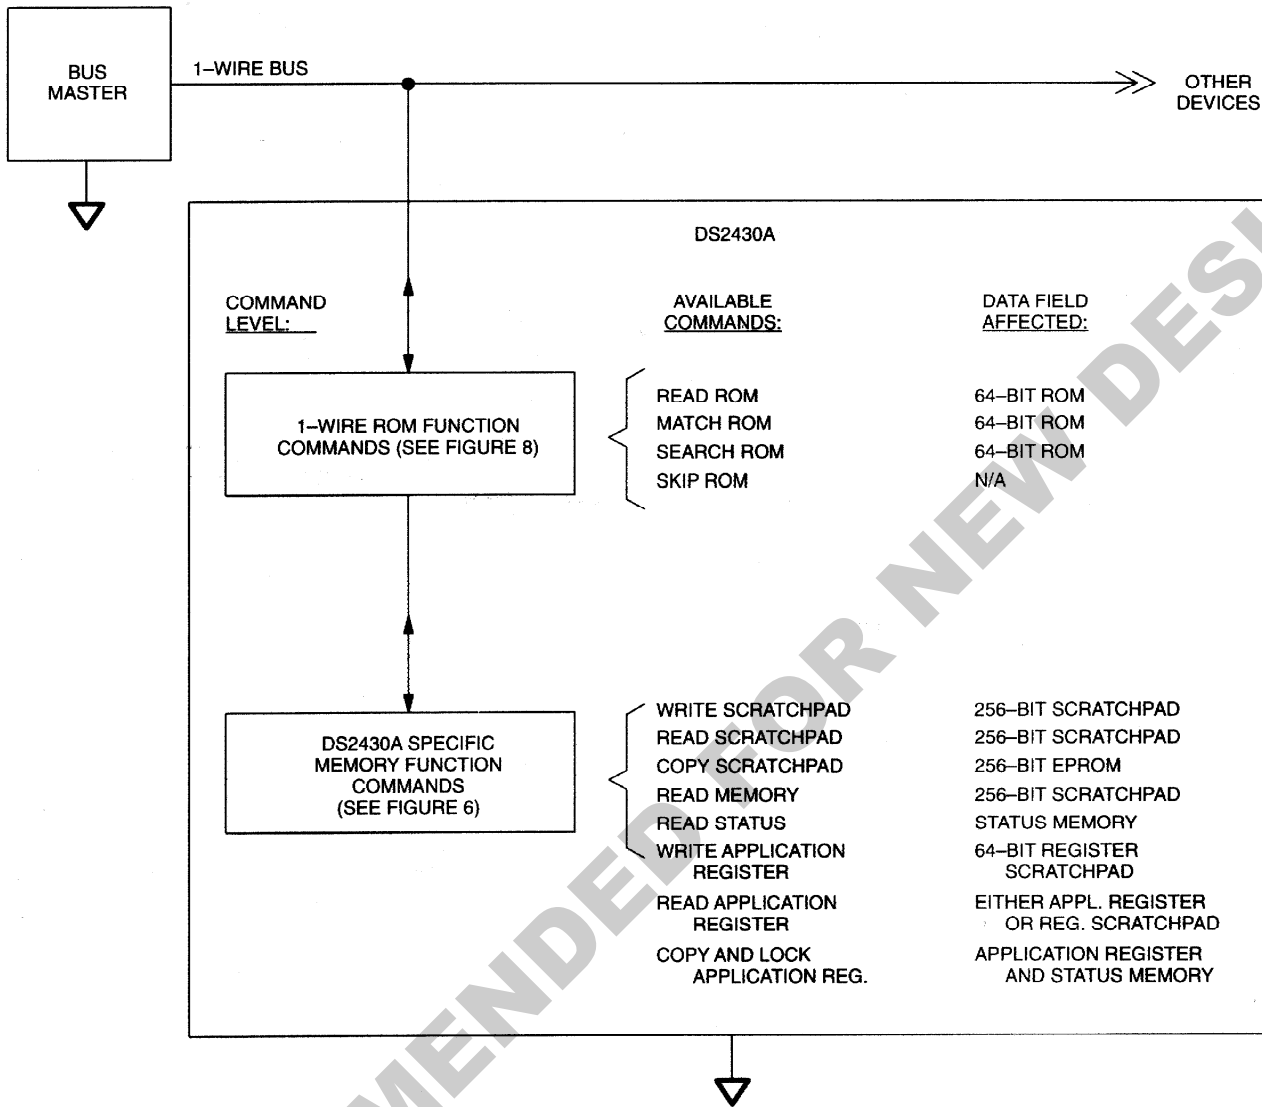 BUS
MASTER
1–WIRE BUS
OTHER
DEVICES
DS2430A
COMMAND
LEVEL:
AVAILABLE
COMMANDS:
DATA FIELD
AFFECTED:
1–WIRE ROM FUNCTION
COMMANDS (SEE FIGURE 8)
READ ROM 64–BIT ROM
MATCH ROM 64–BIT ROM
SEARCH ROM 64–BIT ROM
SKIP ROM N/A
DS2430A SPECIFIC
MEMORY FUNCTION
COMMANDS
(SEE FIGURE 6)
WRITE SCRATCHPAD 256–BIT SCRATCHPAD
READ SCRATCHPAD 256–BIT SCRATCHPAD
COPY SCRATCHPAD 256–BIT EPROM
READ MEMORY 256–BIT SCRATCHPAD
READ STATUS STATUS MEMORY
WRITE APPLICATION 64–BIT REGISTER
REGISTER SCRATCHPAD
READ APPLICATION EITHER APPL. REGISTER
REGISTER OR REG. SCRATCHPAD
COPY AND LOCK APPLICATION REGISTER
APPLICATION REG. AND STATUS MEMORY
MENDED FOR NEW DESI